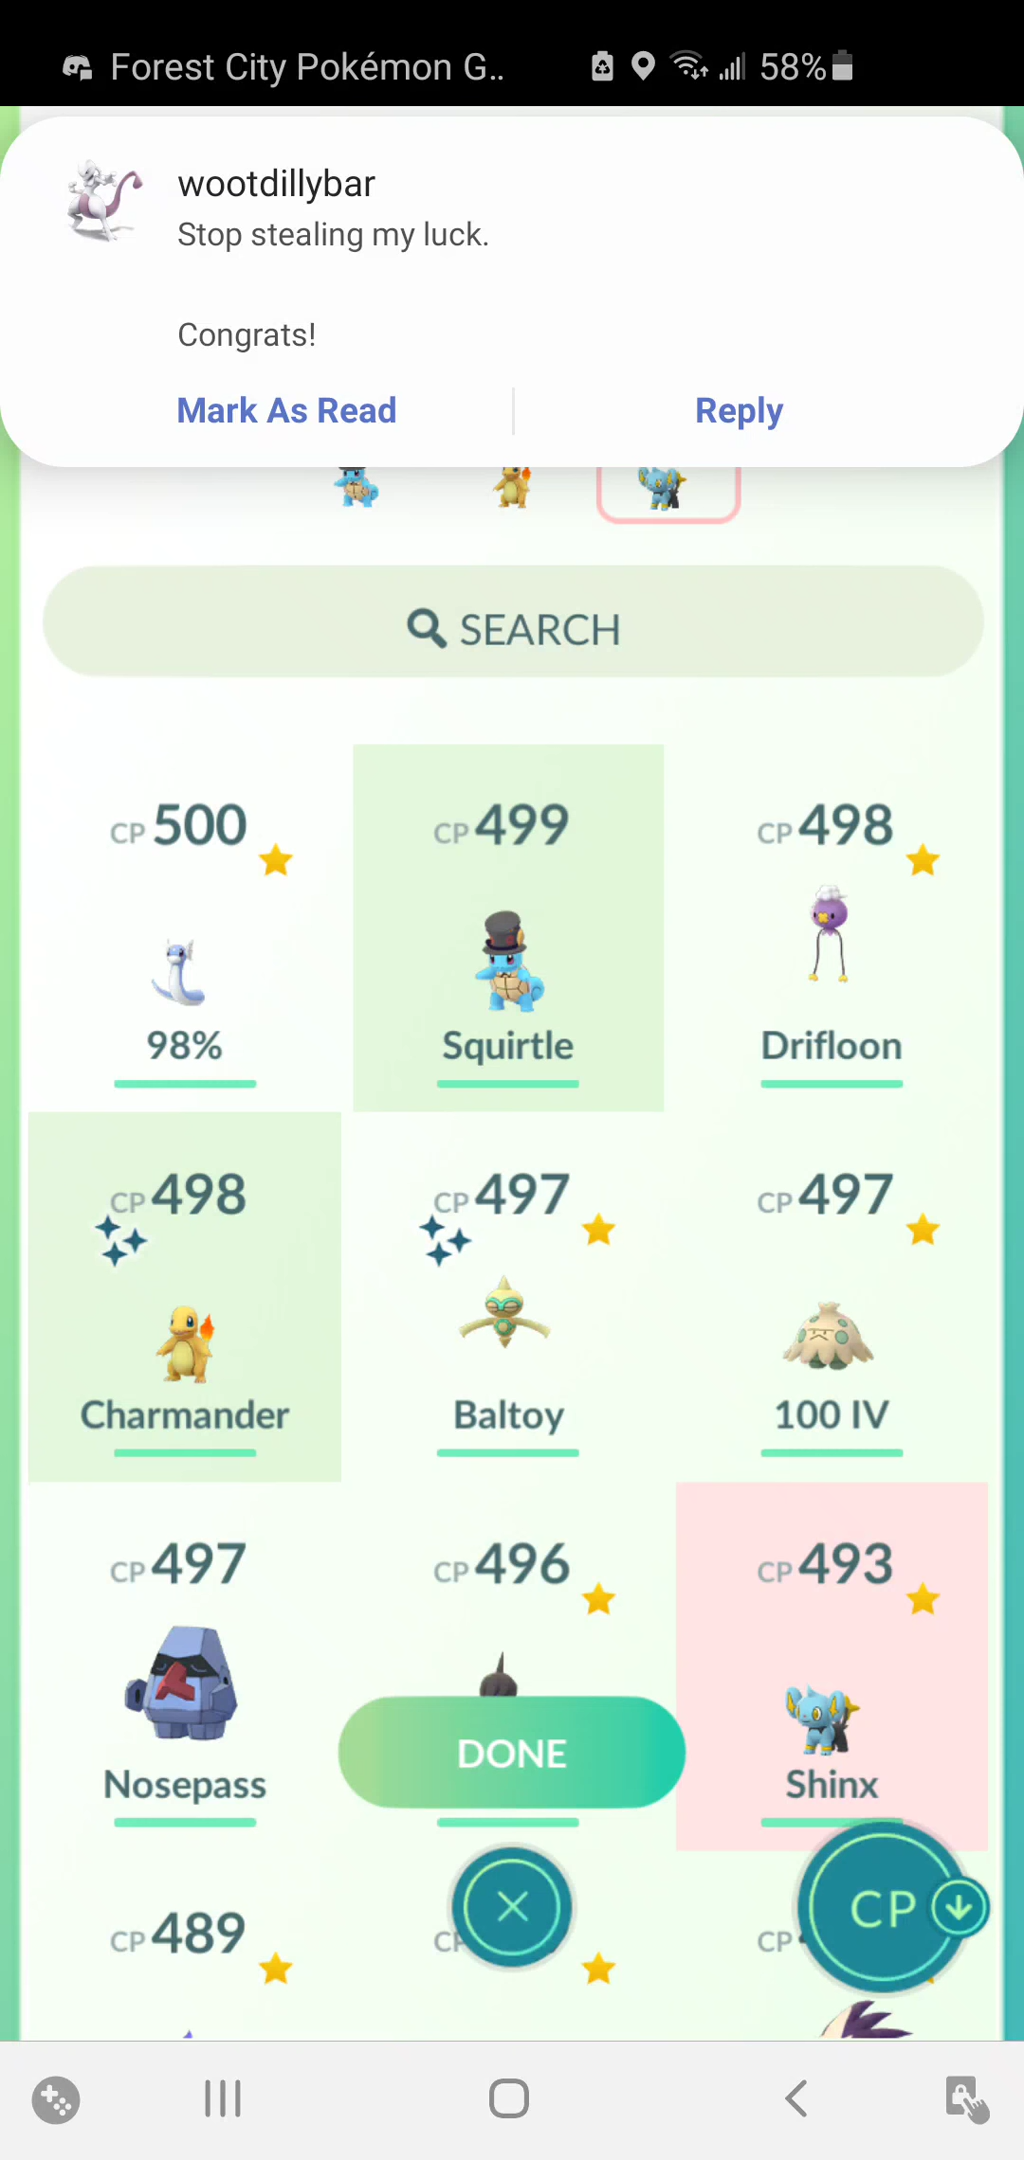 Forest City Pokémon G..
58%
wootdillybar
Stop stealing my luck.
Congrats!
Mark As Read
Reply
SEARCH
CP 500
CP 499
CP 498
98%
Squirtle
Drifloon
CP 498
CP 497
CP 497
Charmander
Baltoy
100 IV
CP 497
CP 496
CP 493
Nosepass
DONE
Shinx
CP 489
CP
CP
CP